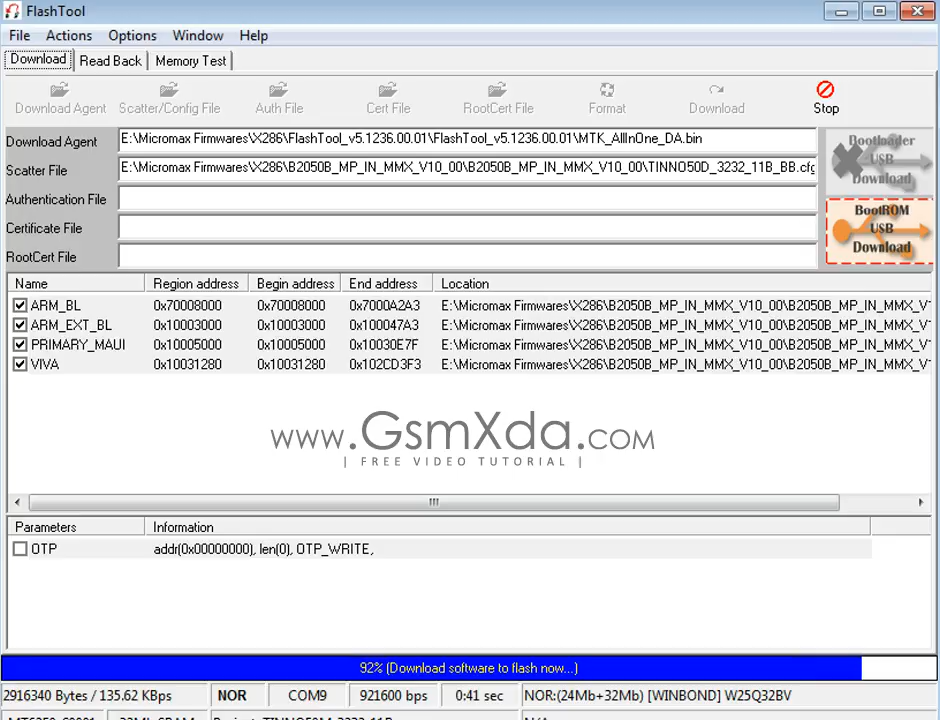 FlashTool
File Actions Options Window Help
Download Read Back Memory Test
Download Agent Scatter/Config File Auth File Cert File RootCert File Format Download Stop
Download Agent E:\Micromax Firmwares\X286\FlashTool_v5.1236.00.01\FlashTool_v5.1236.00.01\MTK_AllInOne_DA.bin
Scatter File E:\Micromax Firmwares\X286\B2050B_MP_IN_MMX_V10_00\B2050B_MP_IN_MMX_V10_00\TINNO50D_3232_11B_BB.cfg
Authentication File
Certificate File
RootCert File
Bootloader
USB
Download
BootROM
USB
Download
Name Region address Begin address End address Location
ARM_BL 0x70008000 0x70008000 0x7000A2A3 E:\Micromax Firmwares\X286\B2050B_MP_IN_MMX_V10_00\B2050B_MP_IN_MMX_V1
ARM_EXT_BL 0x10003000 0x10003000 0x100047A3 E:\Micromax Firmwares\X286\B2050B_MP_IN_MMX_V10_00\B2050B_MP_IN_MMX_V1
PRIMARY_MAUI 0x10005000 0x10005000 0x10030E7F E:\Micromax Firmwares\X286\B2050B_MP_IN_MMX_V10_00\B2050B_MP_IN_MMX_V1
VIVA 0x10031280 0x10031280 0x102CD3F3 E:\Micromax Firmwares\X286\B2050B_MP_IN_MMX_V10_00\B2050B_MP_IN_MMX_V1
www.GsmXda.com
| FREE VIDEO TUTORIAL |
Parameters Information
OTP addr(0x00000000), len(0), OTP_WRITE,
92% (Download software to flash now...)
2916340 Bytes / 135.62 KBps NOR COM9 921600 bps 0:41 sec NOR:(24Mb+32Mb) [WINBOND] W25Q32BV